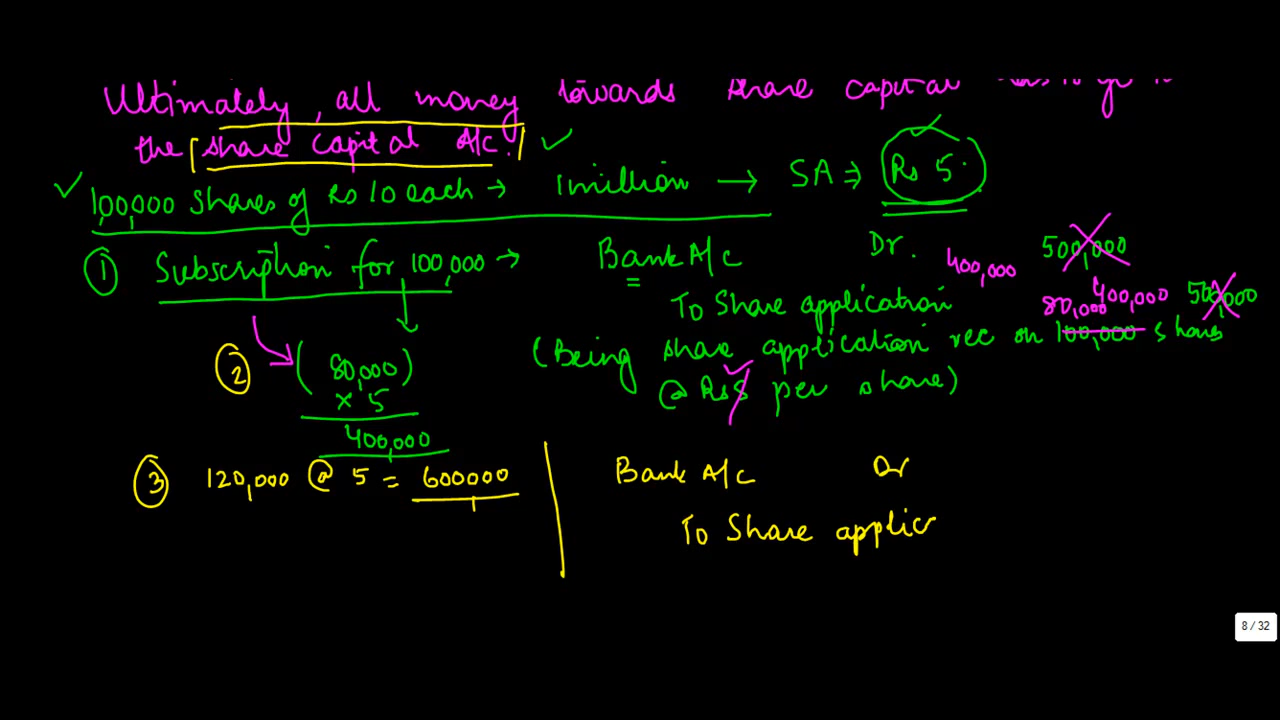 Ultimately, all money towards share capital
the share capital A/c.
100,000 shares of Rs 10 each → 1 million → SA ⇒ Rs 5.
① Subscription for 100,000 → Bank A/c Dr. 400,000 500,000
To Share application 80,000 400,000 500,000
(Being share application rec on 100,000 shares
② (80,000) @ Rs 5 per share)
x 5
400,000
③ 120,000 @ 5 = 600000 Bank A/c Dr
To Share applic
8 / 32